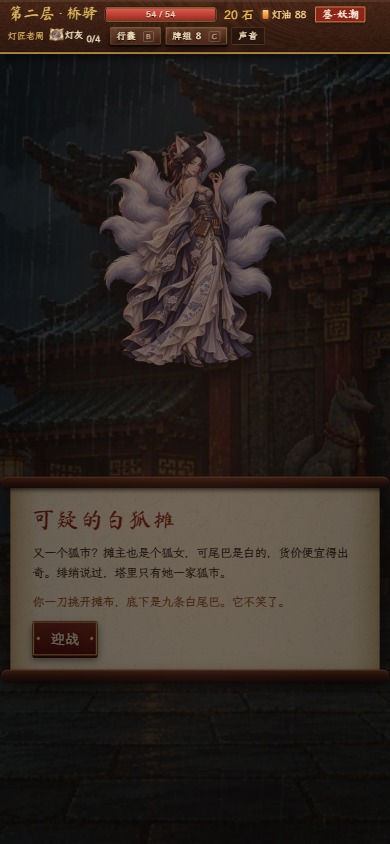 第二层·桥驿 54 / 54 20 石 灯油 88 签·妖潮
灯匠老周 灯灰 0/4 行囊 B 牌组 8 C 声音
可疑的白狐摊
又一个狐市？摊主也是个狐女，可尾巴是白的，货价便宜得出
奇。绯绡说过，塔里只有她一家狐市。
你一刀挑开摊布，底下是九条白尾巴。它不笑了。
迎战